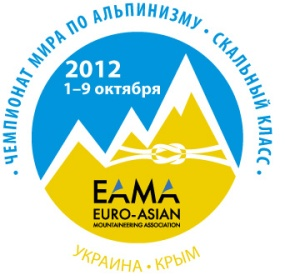 • ЧЕМПИОНАТ МИРА ПО АЛЬПИНИЗМУ • СКАЛЬНЫЙ КЛАСС •
2012
1–9 октября
EAMA
EURO-ASIAN
MOUNTAINEERING ASSOCIATION
УКРАИНА • КРЫМ